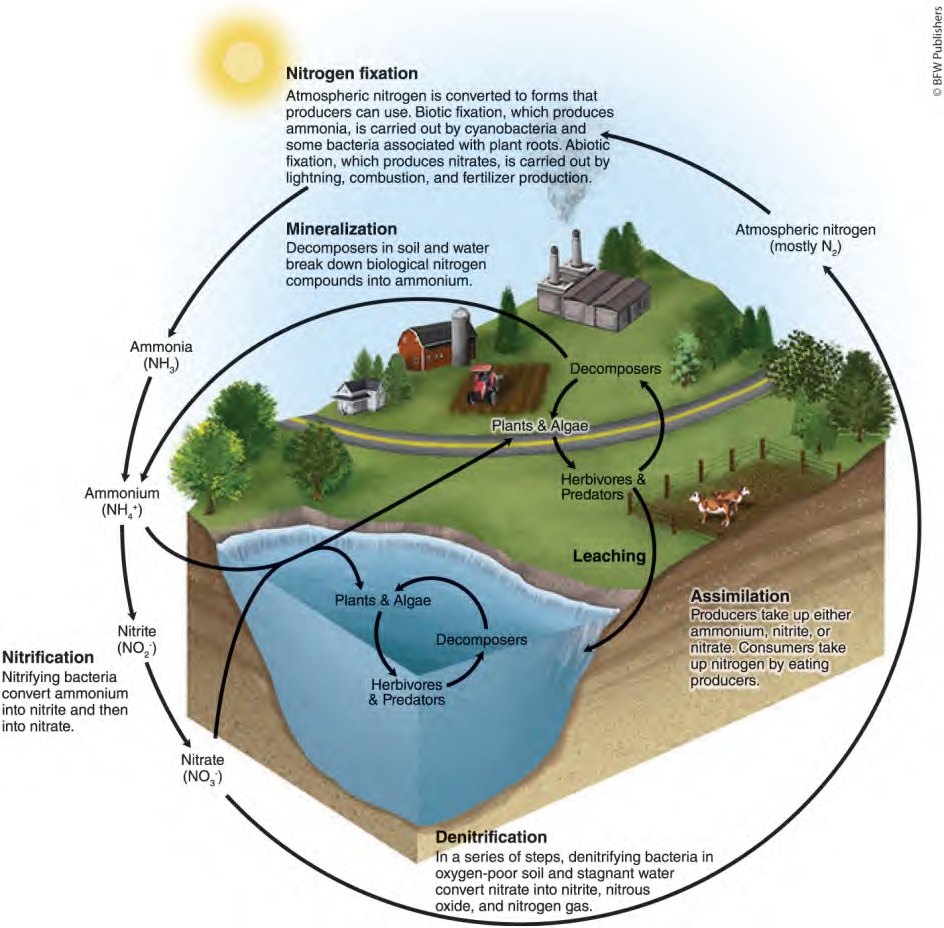 © BFW Publishers
Nitrogen fixation
Atmospheric nitrogen is converted to forms that
producers can use. Biotic fixation, which produces
ammonia, is carried out by cyanobacteria and
some bacteria associated with plant roots. Abiotic
fixation, which produces nitrates, is carried out by
lightning, combustion, and fertilizer production.
Mineralization
Decomposers in soil and water
break down biological nitrogen
compounds into ammonium.
Atmospheric nitrogen
(mostly N₂)
Ammonia
(NH₃)
Decomposers
Plants & Algae
Herbivores &
Predators
Ammonium
(NH₄⁺)
Leaching
Plants & Algae
Decomposers
Herbivores
& Predators
Assimilation
Producers take up either
ammonium, nitrite, or
nitrate. Consumers take
up nitrogen by eating
producers.
Nitrite
(NO₂⁻)
Nitrification
Nitrifying bacteria
convert ammonium
into nitrite and then
into nitrate.
Nitrate
(NO₃⁻)
Denitrification
In a series of steps, denitrifying bacteria in
oxygen-poor soil and stagnant water
convert nitrate into nitrite, nitrous
oxide, and nitrogen gas.